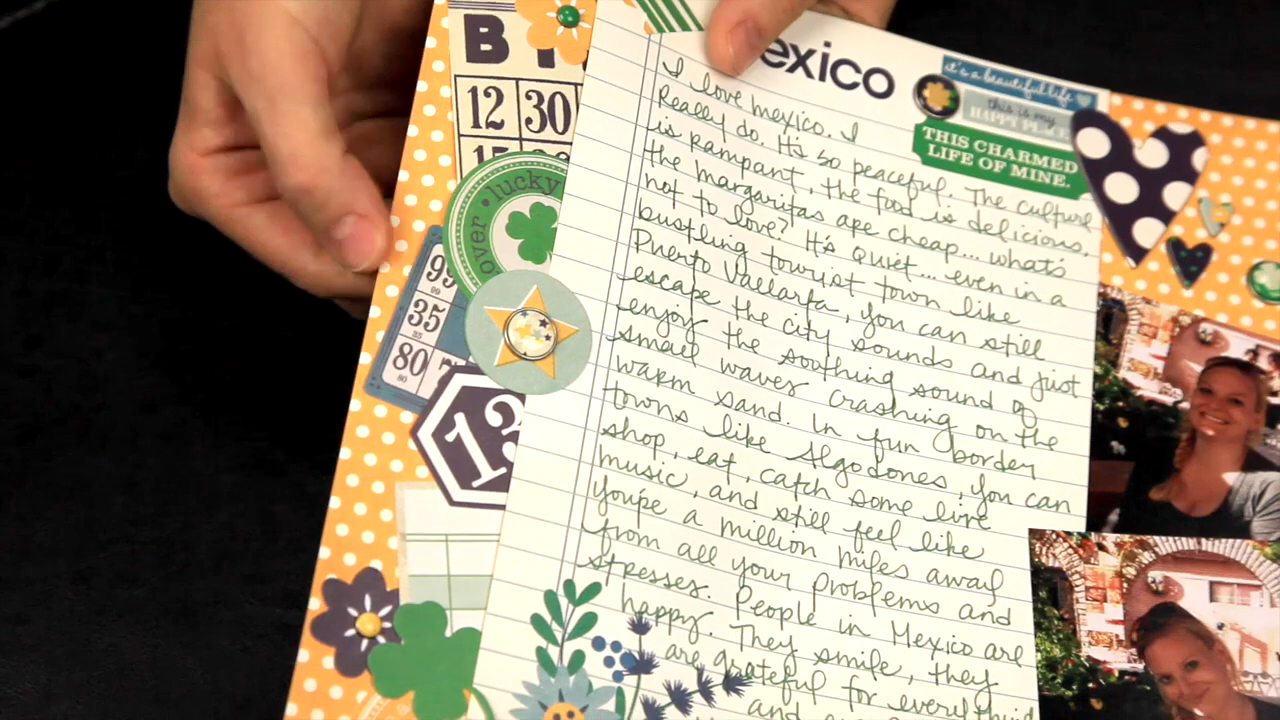 B
12 30
lucky
over
99
99
35
35
80
80
13
exico
it's a beautiful life
this is my
HAPPY PLACE
THIS CHARMED
LIFE OF MINE.
I love mexico. I
Really do. It's so peaceful. The culture
is rampant, the food is delicious,
the margaritas are cheap... what's
not to love? It's quiet... even in a
bustling tourist town like
Puerto Vallarta, you can still
escape the city sounds and just
enjoy the soothing sound of
small waves crashing on the
warm sand. In fun border
towns like Algodones, you can
shop, eat, catch some live
music, and still feel like
you're a million miles away
from all your problems and
stresses. People in Mexico are
happy. They smile, they
are grateful for everything
and